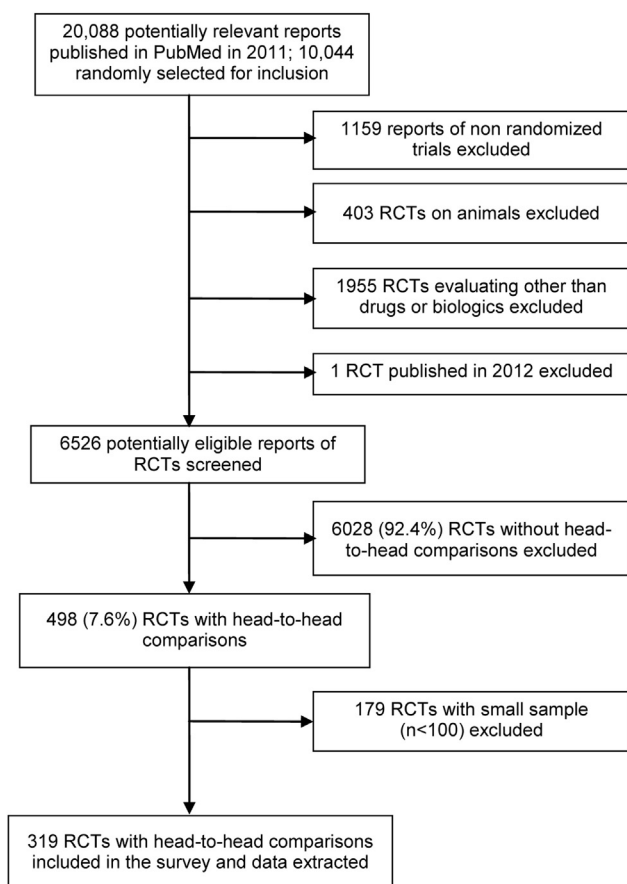 20,088 potentially relevant reports
published in PubMed in 2011; 10,044
randomly selected for inclusion
1159 reports of non randomized
trials excluded
403 RCTs on animals excluded
1955 RCTs evaluating other than
drugs or biologics excluded
1 RCT published in 2012 excluded
6526 potentially eligible reports of
RCTs screened
6028 (92.4%) RCTs without head-
to-head comparisons excluded
498 (7.6%) RCTs with head-to-head
comparisons
179 RCTs with small sample
(n<100) excluded
319 RCTs with head-to-head comparisons
included in the survey and data extracted